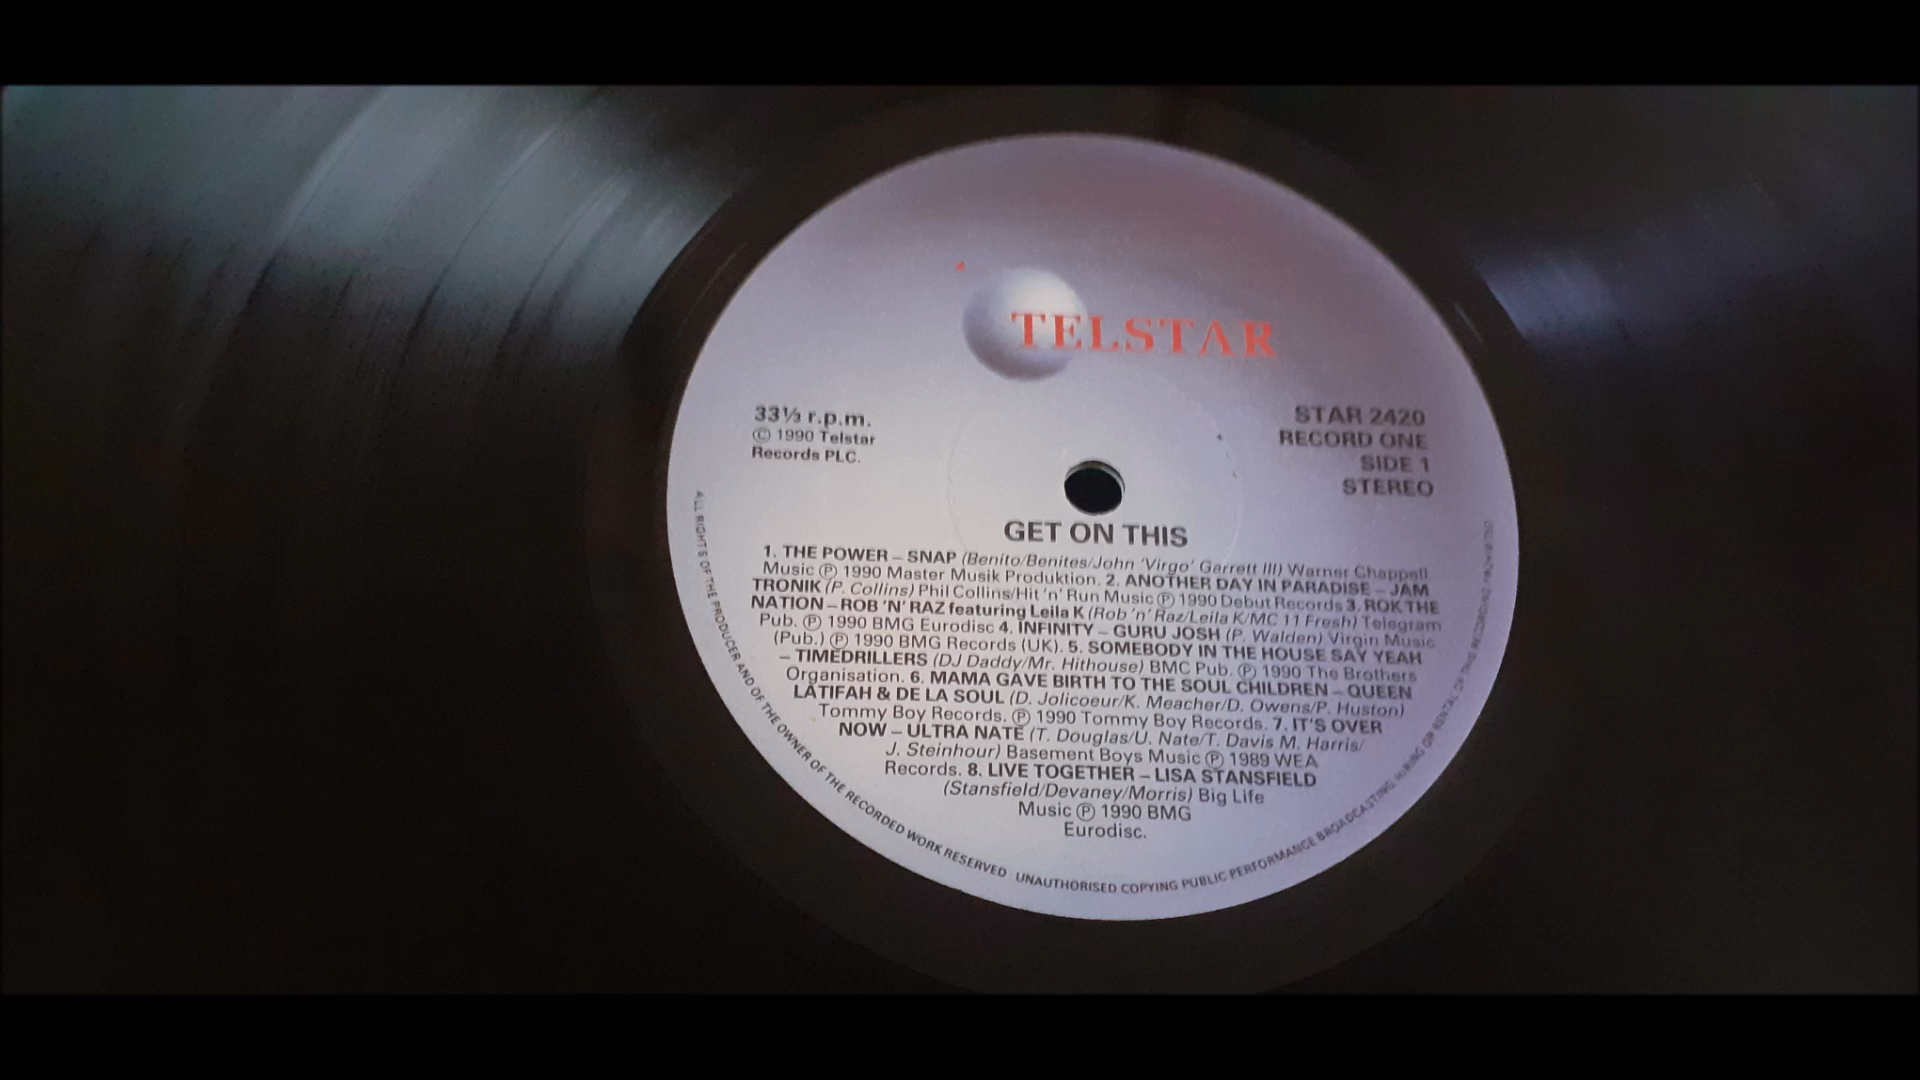 TELSTAR
33⅓ r.p.m.
© 1990 Telstar
Records PLC.
STAR 2420
RECORD ONE
SIDE 1
STEREO
GET ON THIS
1. THE POWER – SNAP (Benito/Benites/John 'Virgo' Garrett III) Warner Chappell
Music Ⓟ 1990 Master Musik Produktion. 2. ANOTHER DAY IN PARADISE – JAM
TRONIK (P. Collins) Phil Collins/Hit 'n' Run Music Ⓟ 1990 Debut Records 3. ROK THE
NATION – ROB 'N' RAZ featuring Leila K (Rob 'n' Raz/Leila K/MC 11 Fresh) Telegram
Pub. Ⓟ 1990 BMG Eurodisc 4. INFINITY – GURU JOSH (P. Walden) Virgin Music
(Pub.) Ⓟ 1990 BMG Records (UK). 5. SOMEBODY IN THE HOUSE SAY YEAH
– TIMEDRILLERS (DJ Daddy/Mr. Hithouse) BMC Pub. Ⓟ 1990 The Brothers
Organisation. 6. MAMA GAVE BIRTH TO THE SOUL CHILDREN – QUEEN
LATIFAH & DE LA SOUL (D. Jolicoeur/K. Meacher/D. Owens/P. Huston)
Tommy Boy Records. Ⓟ 1990 Tommy Boy Records. 7. IT'S OVER
NOW – ULTRA NATE (T. Douglas/U. Nate/T. Davis M. Harris/
J. Steinhour) Basement Boys Music Ⓟ 1989 WEA
Records. 8. LIVE TOGETHER – LISA STANSFIELD
(Stansfield/Devaney/Morris) Big Life
Music Ⓟ 1990 BMG
Eurodisc.
ALL RIGHTS OF THE PRODUCER AND OF THE OWNER OF THE RECORDED WORK RESERVED UNAUTHORISED COPYING PUBLIC PERFORMANCE BROADCASTING, HIRING OR RENTAL OF THIS RECORDING PROHIBITED